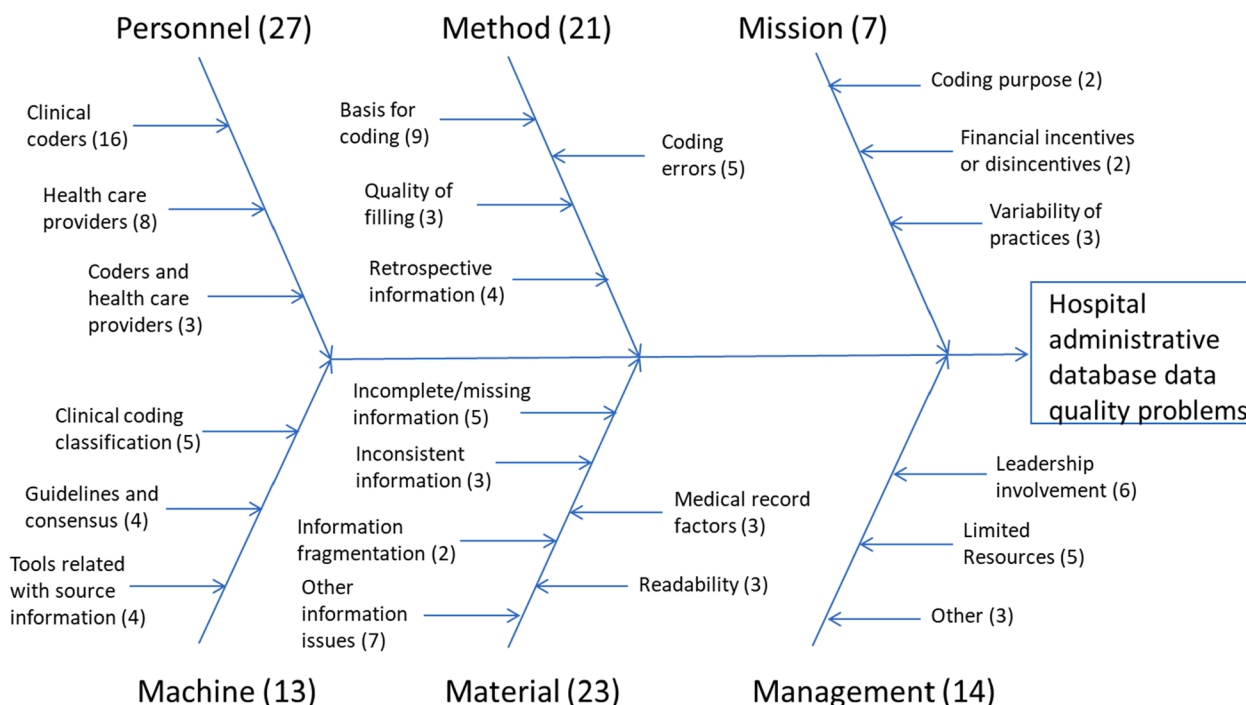 Personnel (27)
Method (21)
Mission (7)
Clinical
coders (16)
Health care
providers (8)
Coders and
health care
providers (3)
Basis for
coding (9)
Coding
errors (5)
Quality of
filling (3)
Retrospective
information (4)
Coding purpose (2)
Financial incentives
or disincentives (2)
Variability of
practices (3)
Hospital
administrative
database data
quality problems
Clinical coding
classification (5)
Guidelines and
consensus (4)
Tools related
with source
information (4)
Incomplete/missing
information (5)
Inconsistent
information (3)
Medical record
factors (3)
Information
fragmentation (2)
Readability (3)
Other
information
issues (7)
Leadership
involvement (6)
Limited
Resources (5)
Other (3)
Machine (13)
Material (23)
Management (14)